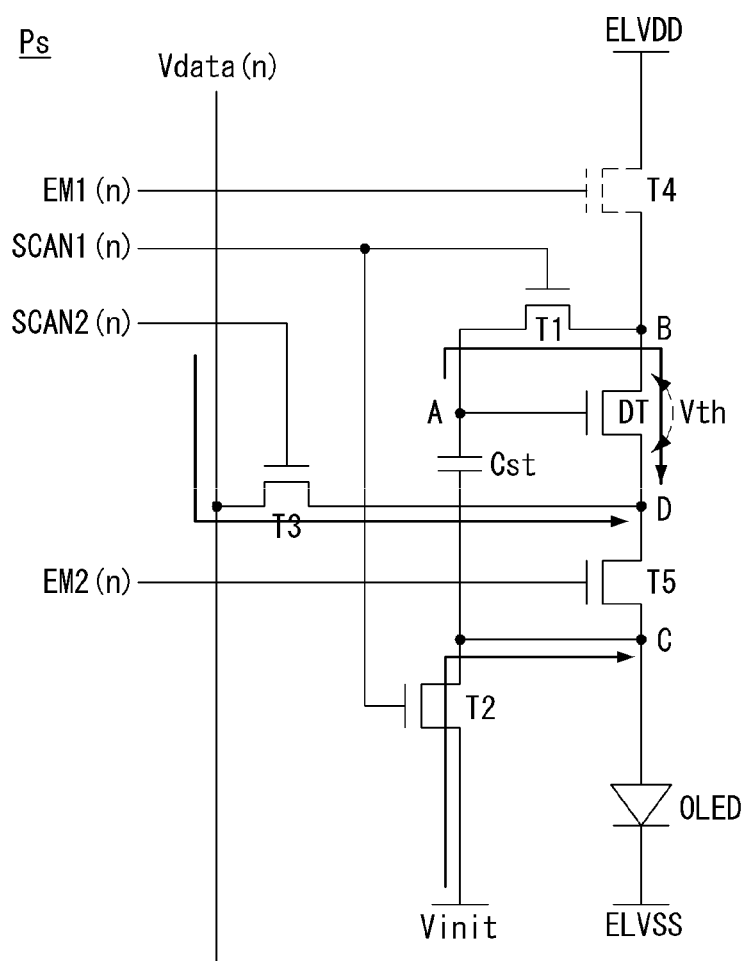 Ps
ELVDD
Vdata(n)
EM1(n)
T4
SCAN1(n)
SCAN2(n)
T1
B
A
DT
Vth
Cst
D
T3
EM2(n)
T5
C
T2
OLED
Vinit
ELVSS